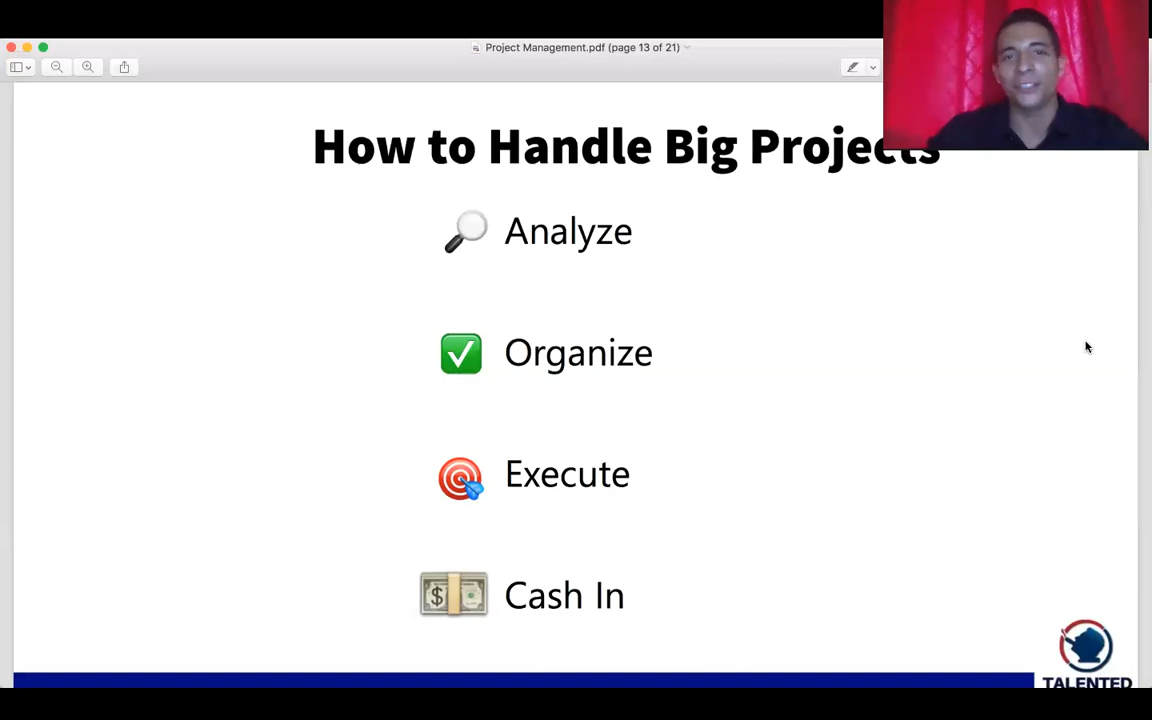 Project Management.pdf (page 13 of 21)
How to Handle Big Projects
Analyze
Organize
Execute
Cash In
TALENTED